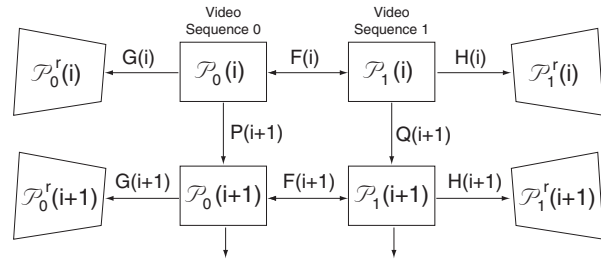 Video Sequence 0
Video Sequence 1
𝒫₀ʳ(i)
G(i)
𝒫₀(i)
F(i)
𝒫₁(i)
H(i)
𝒫₁ʳ(i)
P(i+1)
Q(i+1)
𝒫₀ʳ(i+1)
G(i+1)
𝒫₀(i+1)
F(i+1)
𝒫₁(i+1)
H(i+1)
𝒫₁ʳ(i+1)